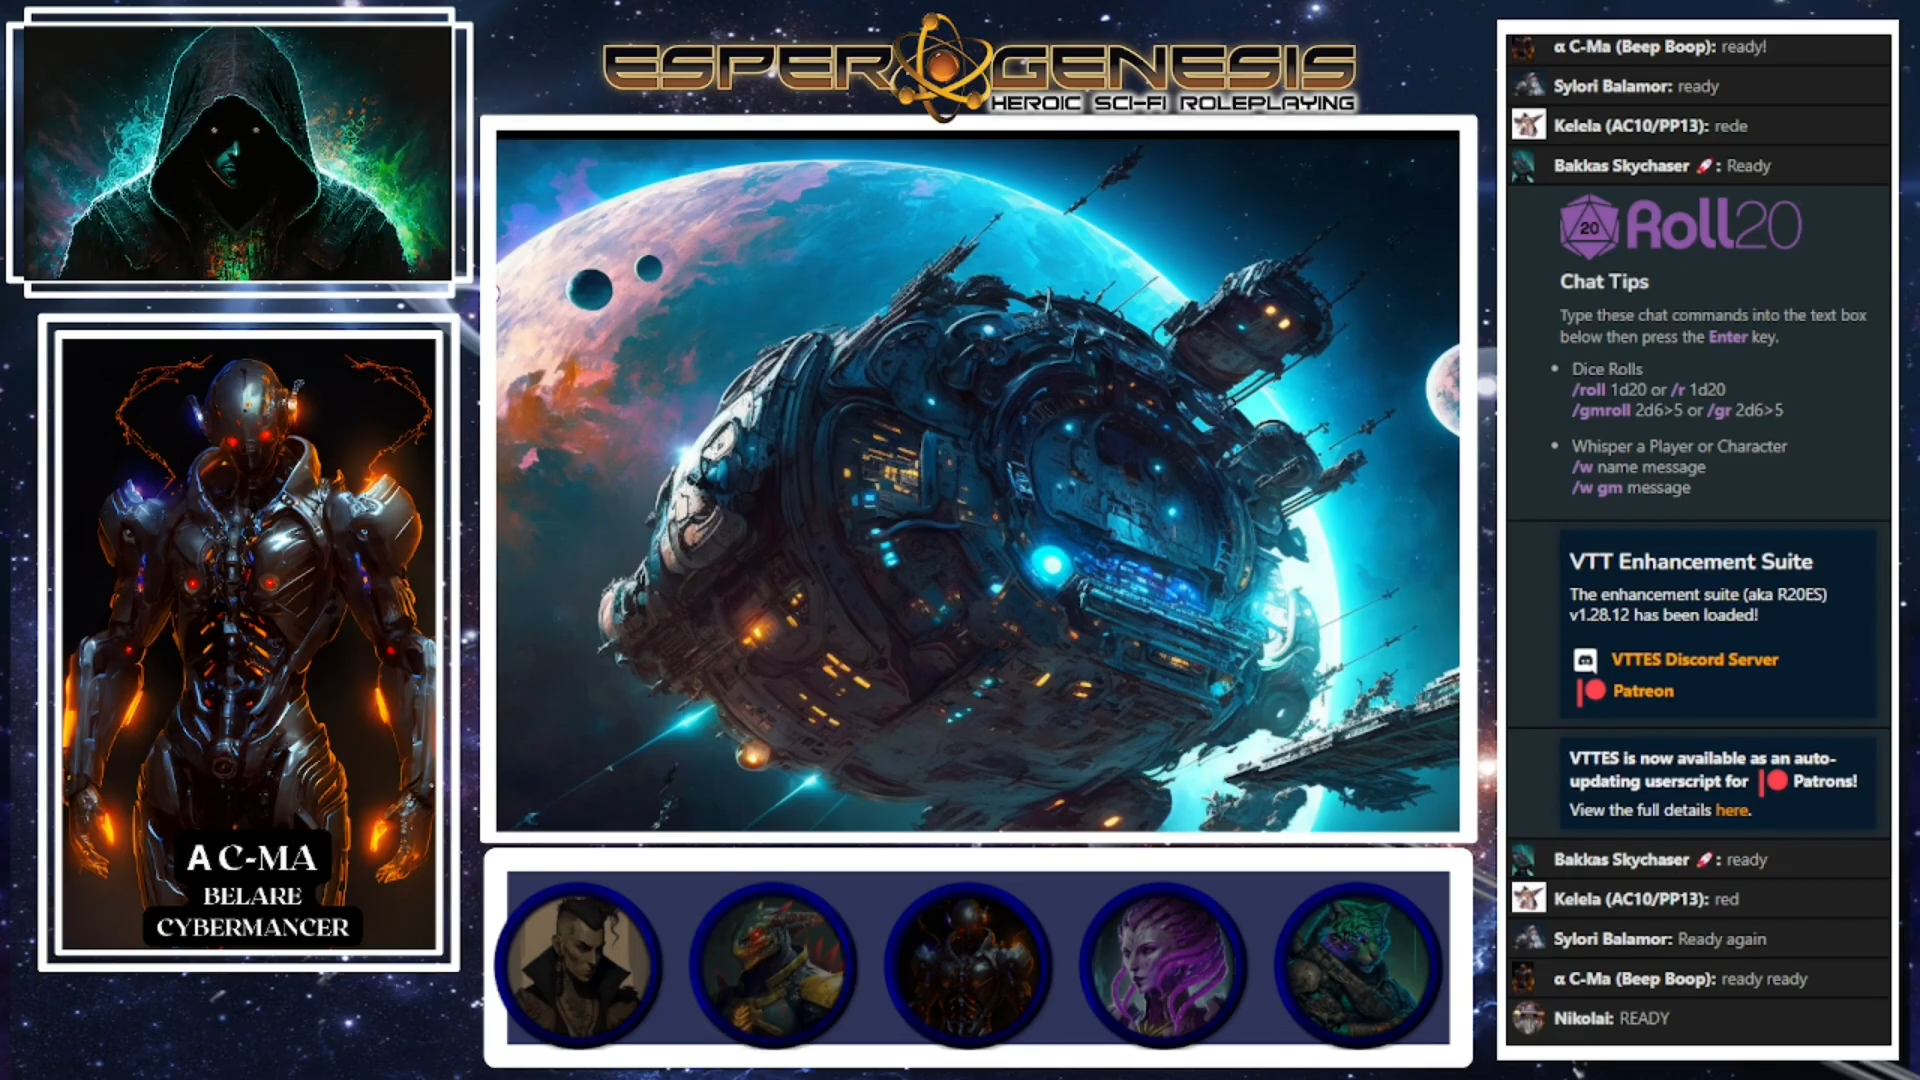 ESPER GENESIS
HEROIC SCI-FI ROLEPLAYING
A C-MA
BELARE
CYBERMANCER
α C-Ma (Beep Boop): ready!
Sylori Balamor: ready
Kelela (AC10/PP13): rede
Bakkas Skychaser 🚀 : Ready
20 Roll20
Chat Tips
Type these chat commands into the text box
below then press the Enter key.
• Dice Rolls
/roll 1d20 or /r 1d20
/gmroll 2d6>5 or /gr 2d6>5
• Whisper a Player or Character
/w name message
/w gm message
VTT Enhancement Suite
The enhancement suite (aka R20ES)
v1.28.12 has been loaded!
VTTES Discord Server
Patreon
VTTES is now available as an auto-
updating userscript for Patrons!
View the full details here.
Bakkas Skychaser 🚀 : ready
Kelela (AC10/PP13): red
Sylori Balamor: Ready again
α C-Ma (Beep Boop): ready ready
Nikolai: READY